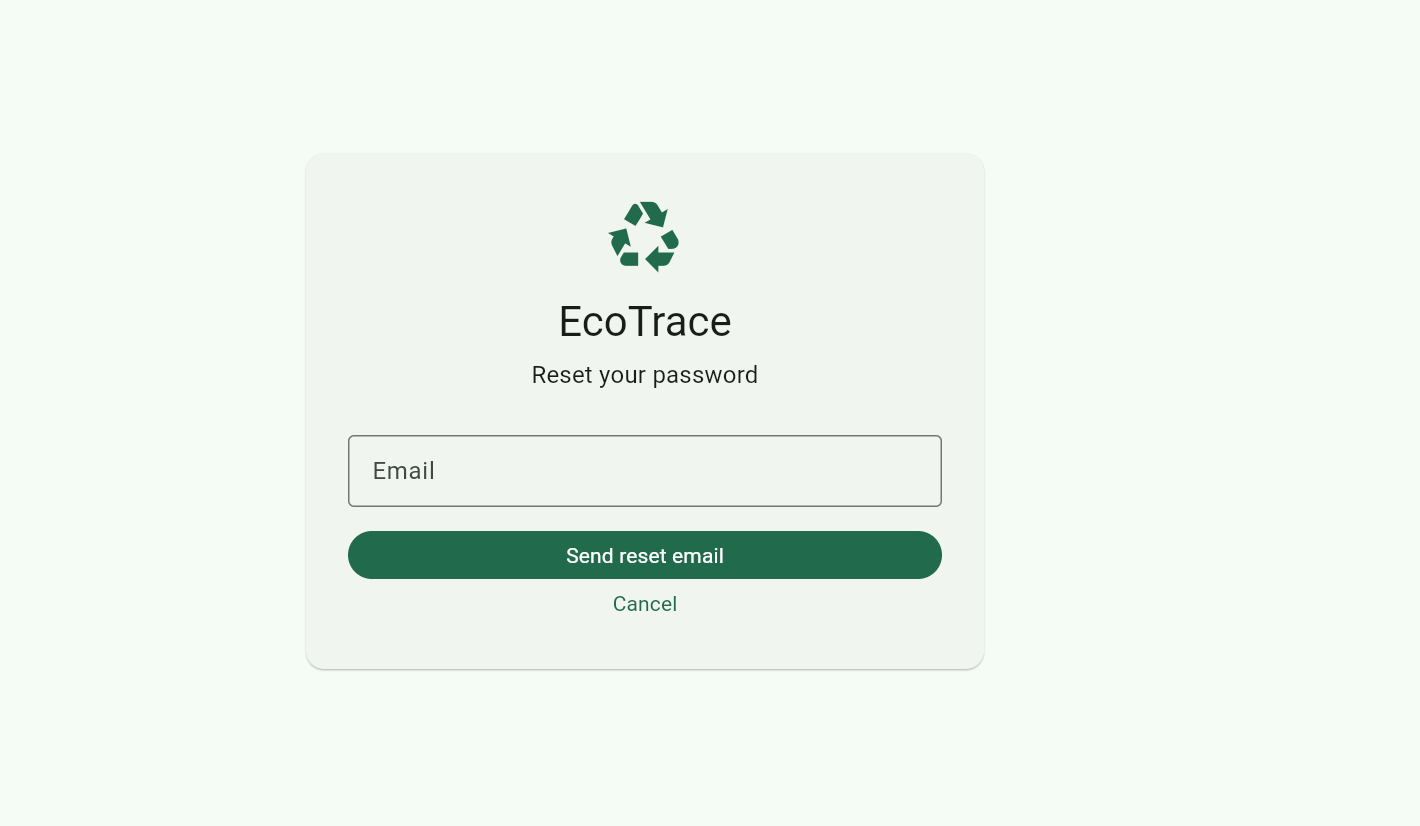 EcoTrace
Reset your password
Email
Send reset email
Cancel